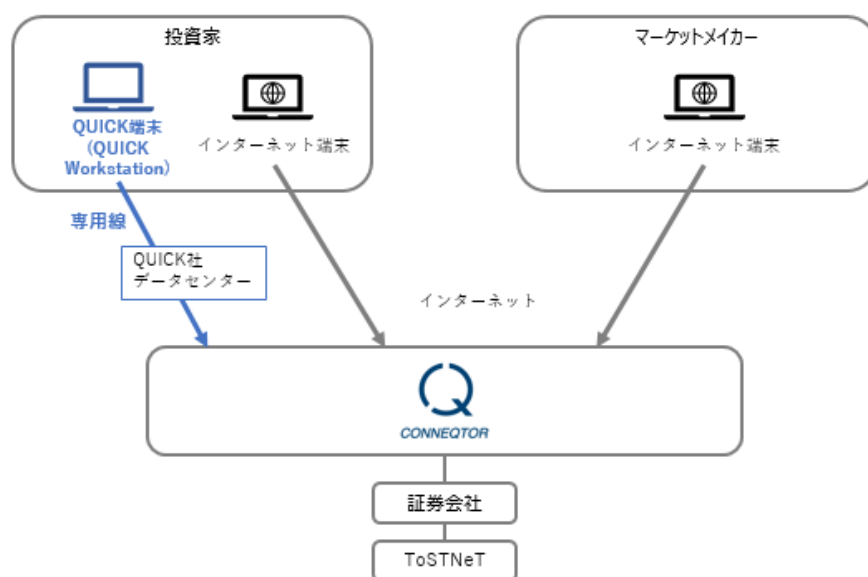 投資家
マーケットメイカー
QUICK端末
(QUICK
Workstation)
インターネット端末
インターネット端末
専用線
QUICK社
データセンター
インターネット
CONNEQTOR
証券会社
ToSTNeT